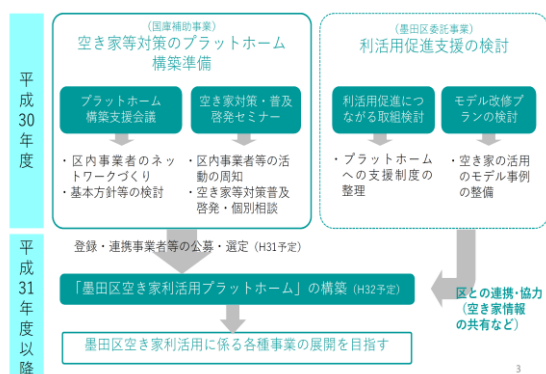 平成30年度
(国庫補助事業)
空き家等対策のプラットホーム
構築準備
プラットホーム
構築支援会議
空き家対策・普及
啓発セミナー
・区内事業者のネッ
トワークづくり
・基本方針等の検討
・区内事業者等の活
動の周知
・空き家等対策普及
啓発・個別相談
(墨田区委託事業)
利活用促進支援の検討
利活用促進につ
ながる取組検討
モデル改修プ
ランの検討
・プラットホーム
への支援制度の
整理
・空き家の活用
のモデル事例
の整備
平成31年度以降
登録・連携事業者等の公募・選定(H31予定)
「墨田区空き家利活用プラットホーム」の構築(H32予定)
区との連携・協力
(空き家情報
の共有など)
墨田区空き家利活用に係る各種事業の展開を目指す
3